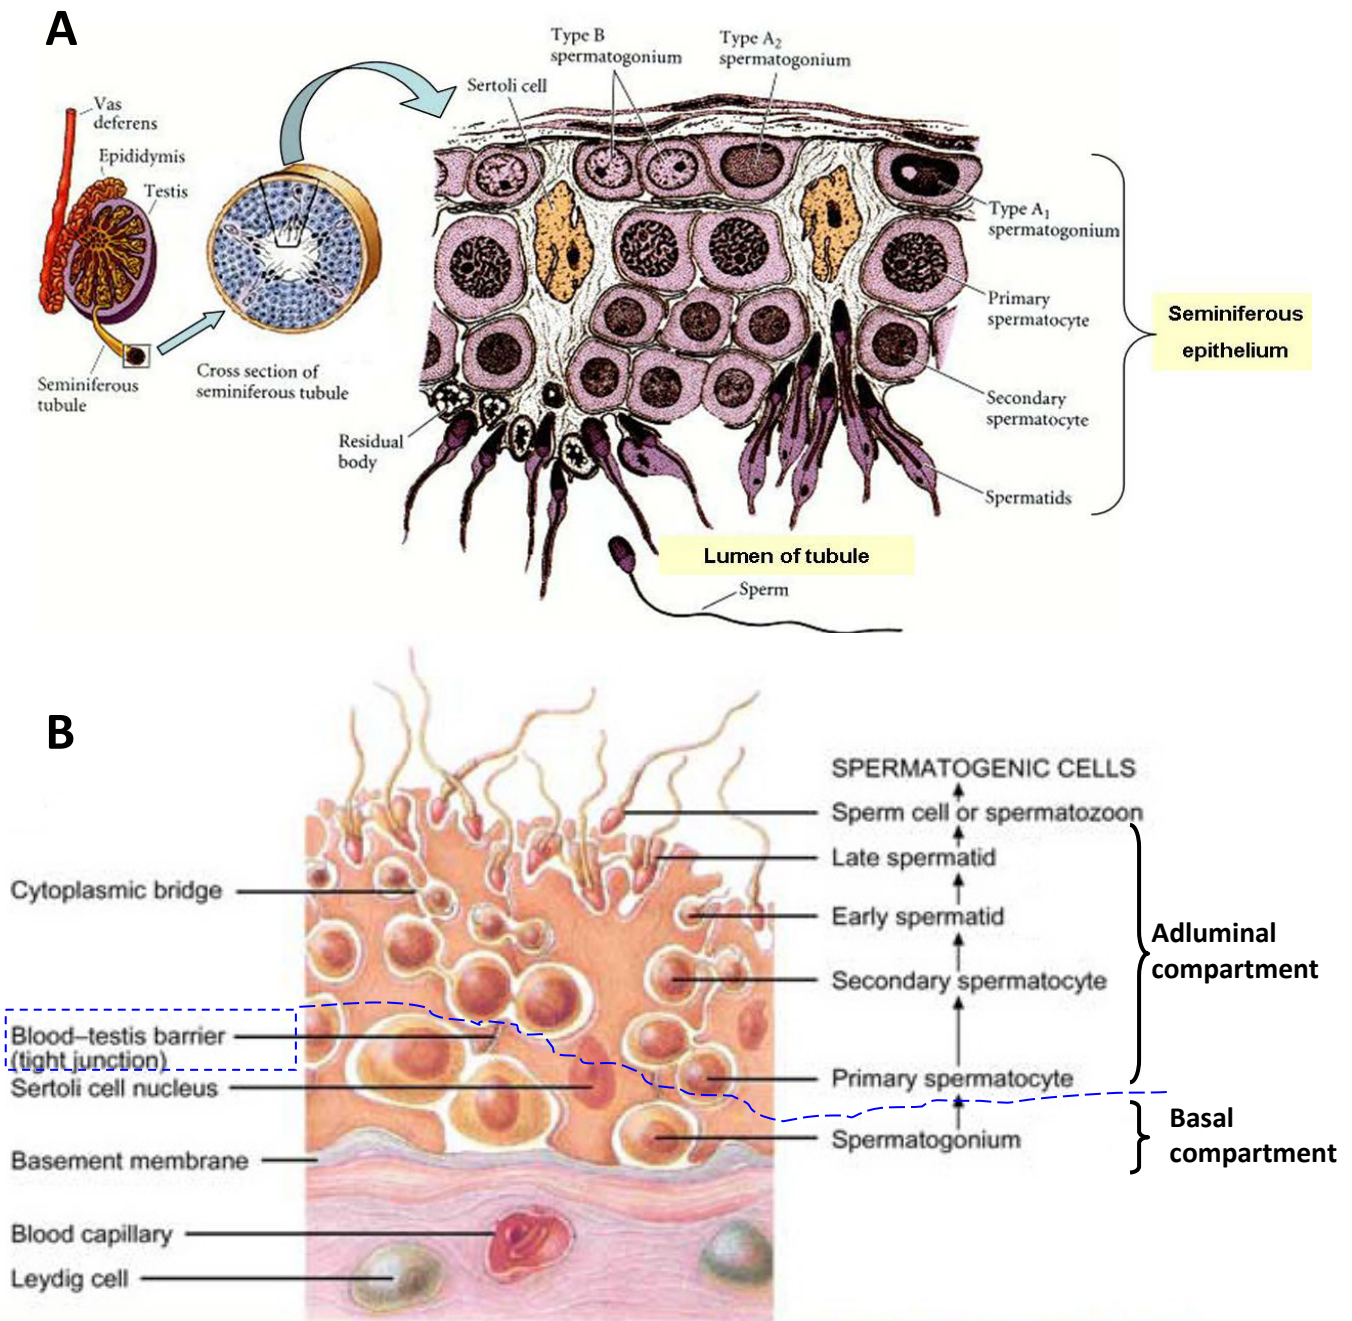 A
Type B
spermatogonium
Type A2
spermatogonium
Sertoli cell
Vas
deferens
Epididymis
Testis
Type A1
spermatogonium
Primary
spermatocyte
Seminiferous
epithelium
Cross section of
seminiferous tubule
Seminiferous
tubule
Secondary
spermatocyte
Residual
body
Spermatids
Lumen of tubule
Sperm
B
SPERMATOGENIC CELLS
Sperm cell or spermatozoon
Late spermatid
Cytoplasmic bridge
Early spermatid
Adluminal
compartment
Secondary spermatocyte
Blood–testis barrier
(tight junction)
Sertoli cell nucleus
Primary spermatocyte
Basal
compartment
Spermatogonium
Basement membrane
Blood capillary
Leydig cell